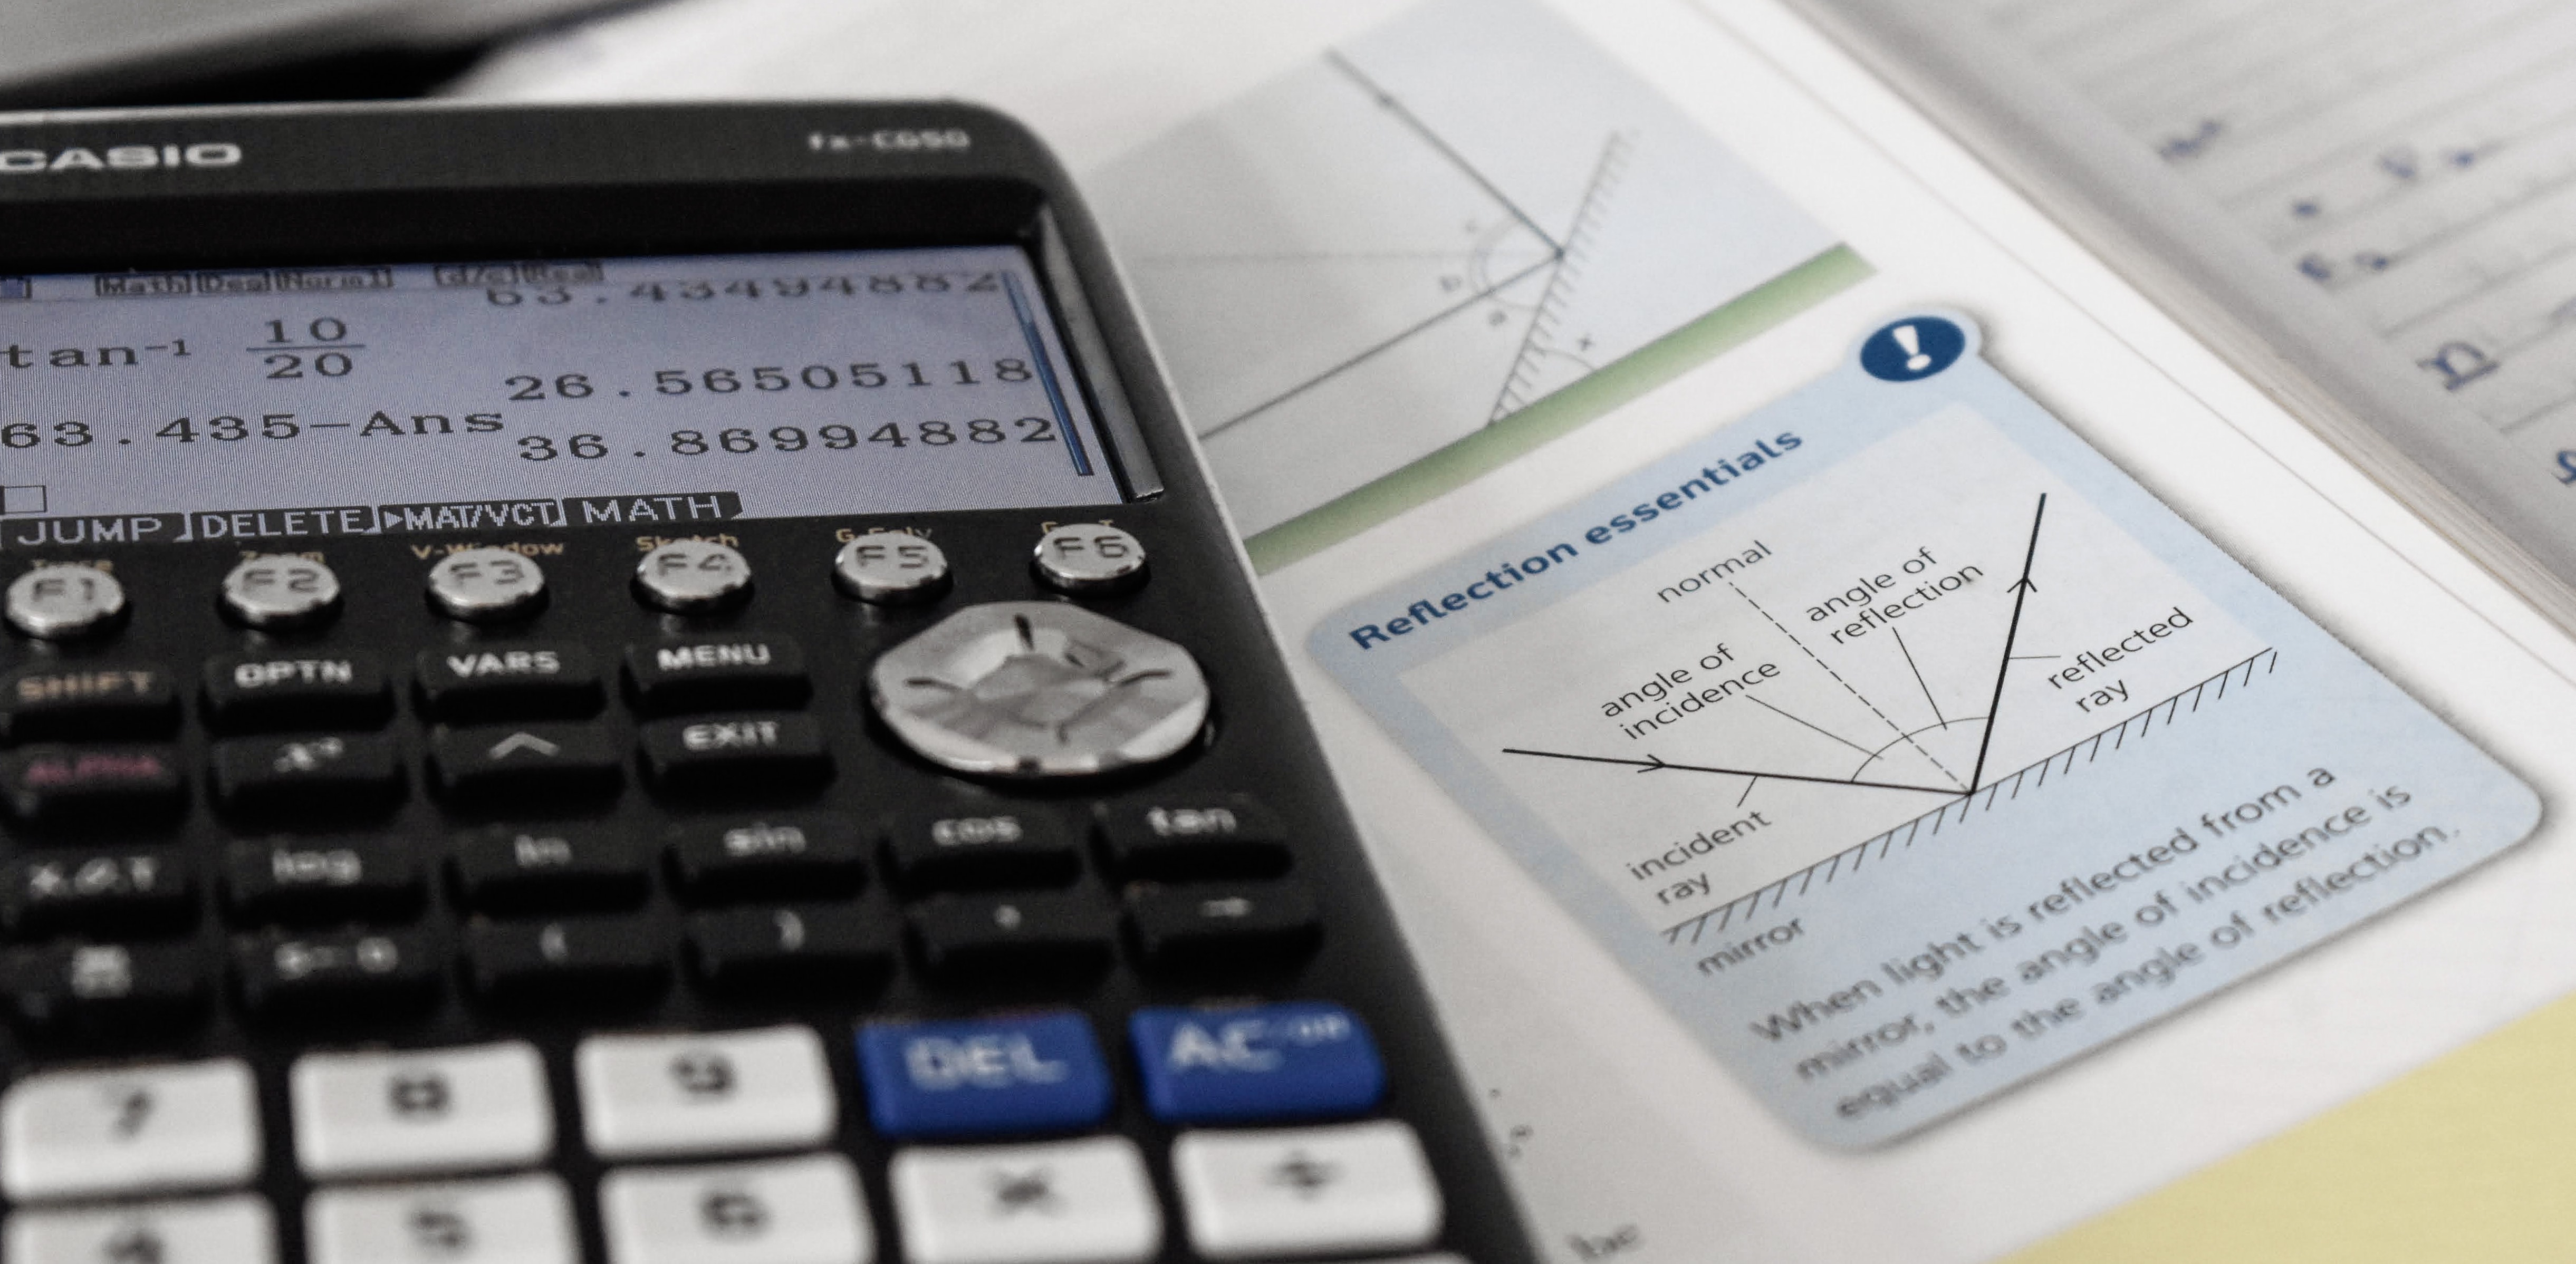 CASIO
fx-CG50
Math Deg Norm1 d/c Real
63.43494882
tan-1 10/20
26.56505118
63.435-Ans
36.86994882
JUMP DELETE ▶MAT/VCT MATH
Trace Zoom V-Window Sketch G-Solv
F1 F2 F3 F4 F5 F6
SHIFT OPTN VARS MENU
ALPHA x² ^ EXIT
X,θ,T log ln sin cos tan
S↔D ( ) , →
7 8 9 DEL AC/ON
4 5 6 × ÷
Reflection essentials
!
normal
angle of
reflection
angle of
incidence
reflected
ray
incident
ray
mirror
When light is reflected from a
mirror, the angle of incidence is
equal to the angle of reflection.
be
n